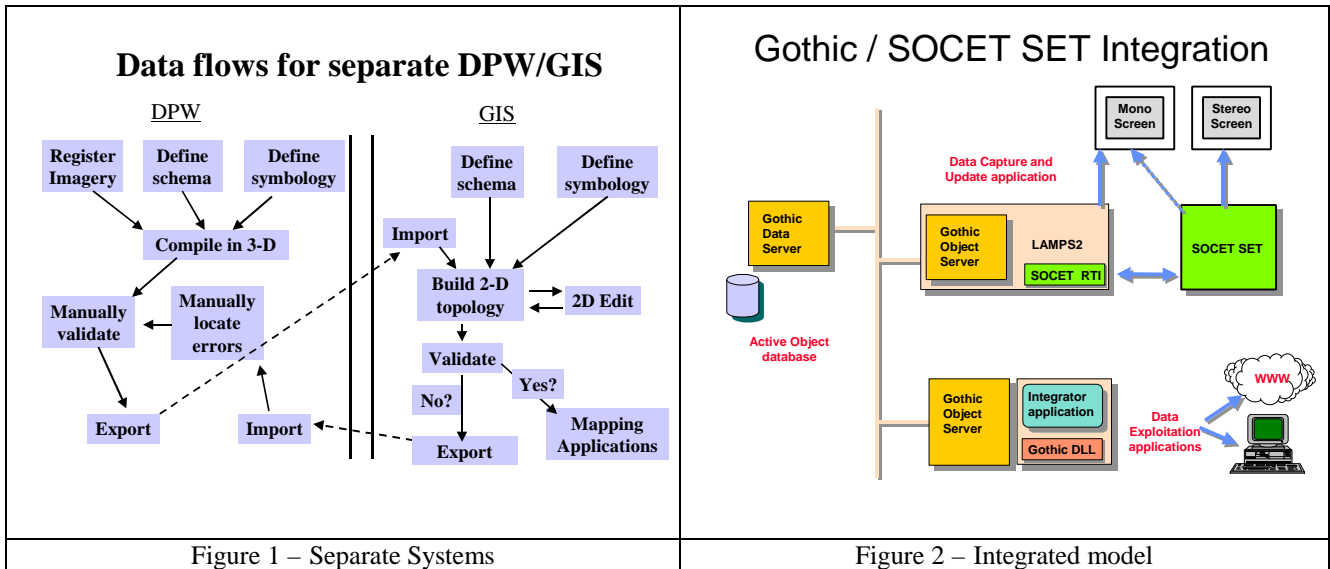 Data flows for separate DPW/GIS
DPW
GIS
Register
Imagery
Define
schema
Define
symbology
Compile in 3-D
Manually
validate
Manually
locate
errors
Export
Import
Define
schema
Define
symbology
Import
Build 2-D
topology
2D Edit
Validate
No?
Yes?
Export
Mapping
Applications
Figure 1 – Separate Systems
Gothic / SOCET SET Integration
Mono
Screen
Stereo
Screen
Data Capture and
Update application
Gothic
Data
Server
Gothic
Object
Server
LAMPS2
SOCET RTI
SOCET SET
Active Object
database
Gothic
Object
Server
Integrator
application
Gothic DLL
Data
Exploitation
applications
WWW
Figure 2 – Integrated model